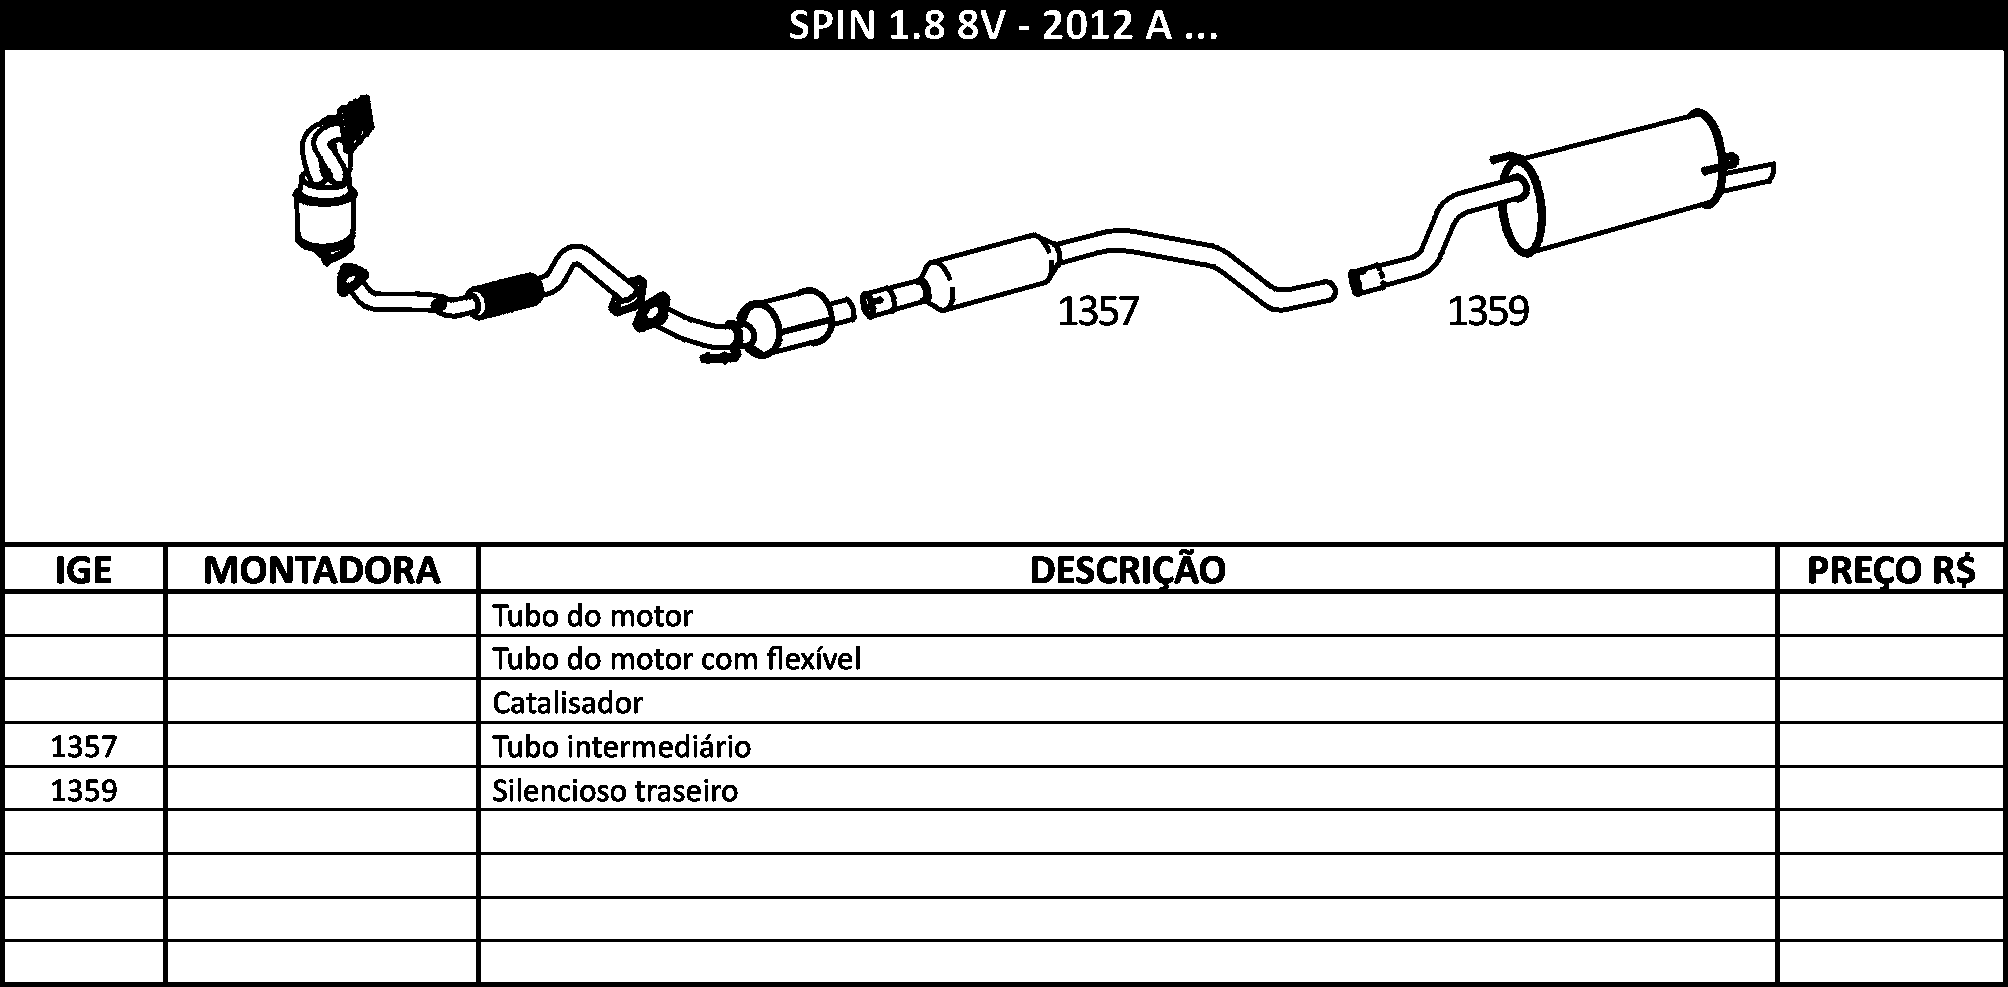 SPIN 1.8 8V - 2012 A ...
1357
1359
IGE MONTADORA DESCRIÇÃO PREÇO R$
Tubo do motor
Tubo do motor com flexível
Catalisador
1357 Tubo intermediário
1359 Silencioso traseiro